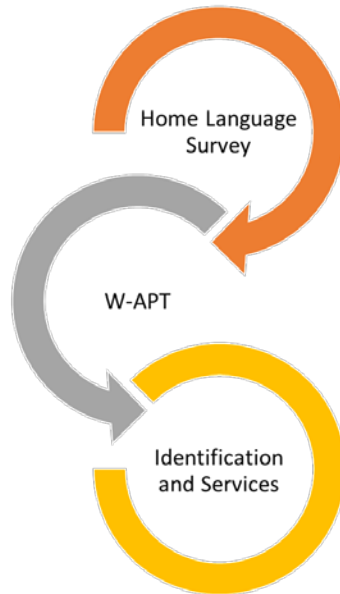 Home Language
Survey
W-APT
Identification
and Services